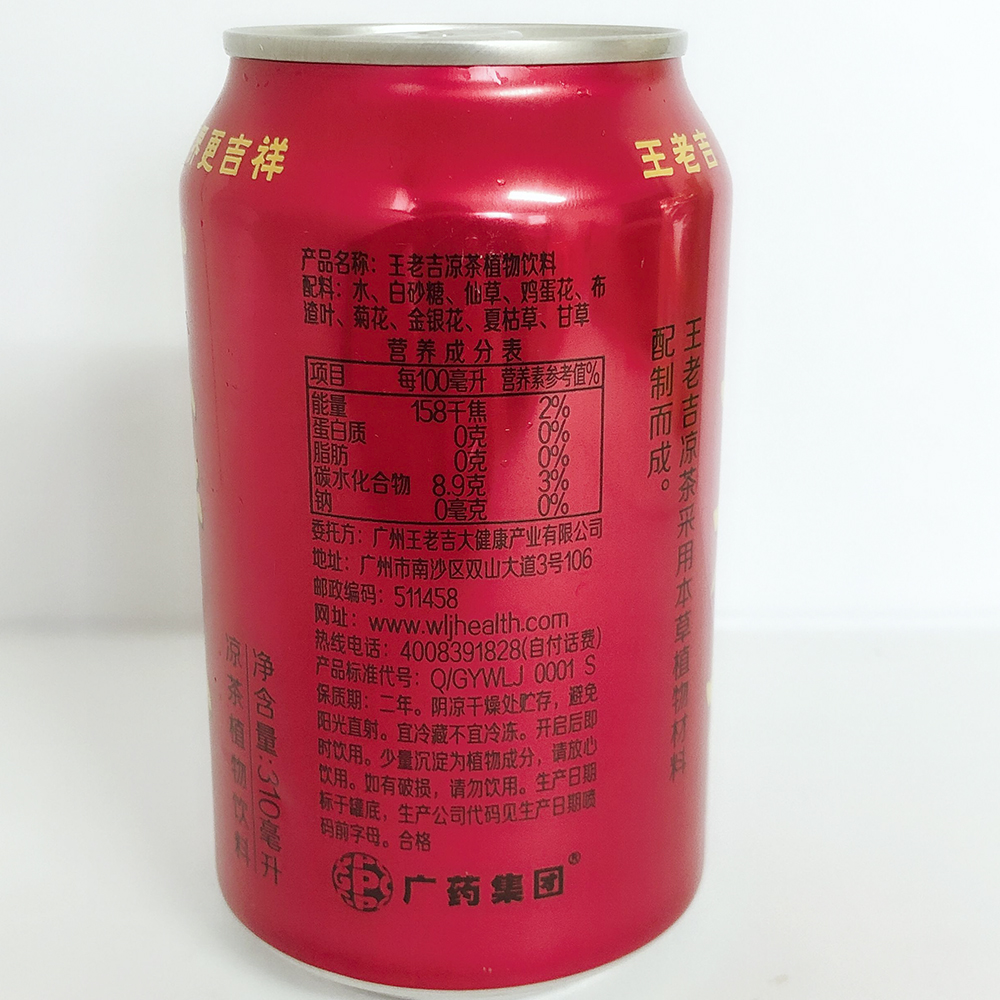 更吉祥
王老吉
产品名称：王老吉凉茶植物饮料
配料：水、白砂糖、仙草、鸡蛋花、布
渣叶、菊花、金银花、夏枯草、甘草
营养成分表
项目 每100毫升 营养素参考值%
能量 158千焦 2%
蛋白质 0克 0%
脂肪 0克 0%
碳水化合物 8.9克 3%
钠 0毫克 0%
委托方：广州王老吉大健康产业有限公司
地址：广州市南沙区双山大道3号106
邮政编码：511458
网址：www.wljhealth.com
热线电话：4008391828(自付话费)
产品标准代号：Q/GYWLJ 0001 S
保质期：二年。阴凉干燥处贮存，避免
阳光直射。宜冷藏不宜冷冻。开启后即
时饮用。少量沉淀为植物成分，请放心
饮用。如有破损，请勿饮用。生产日期
标于罐底，生产公司代码见生产日期喷
码前字母。合格
广药集团®
王老吉凉茶采用本草植物材料
配制而成。
净含量:310毫升
凉茶植物饮料